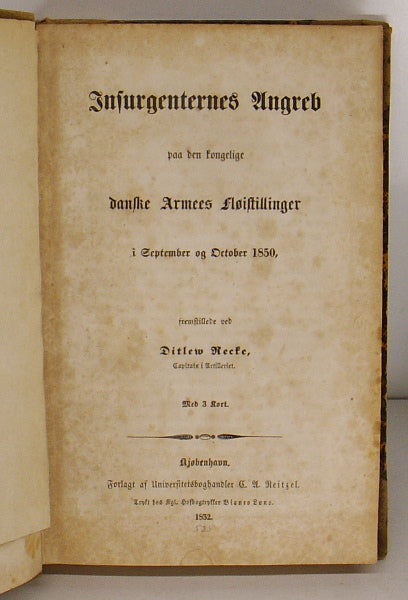 Insurgenternes Angreb
paa den kongelige
danske Armees Fløistillinger
i September og October 1850,
fremstillede ved
Ditlew Recke,
Capitain i Artilleriet.
Med 3 Kort.
Kjøbenhavn.
Forlagt af Universitetsboghandler C. A. Reitzel.
Trykt hos Kgl. Hofbogtrykker Bianco Luno.
1852.